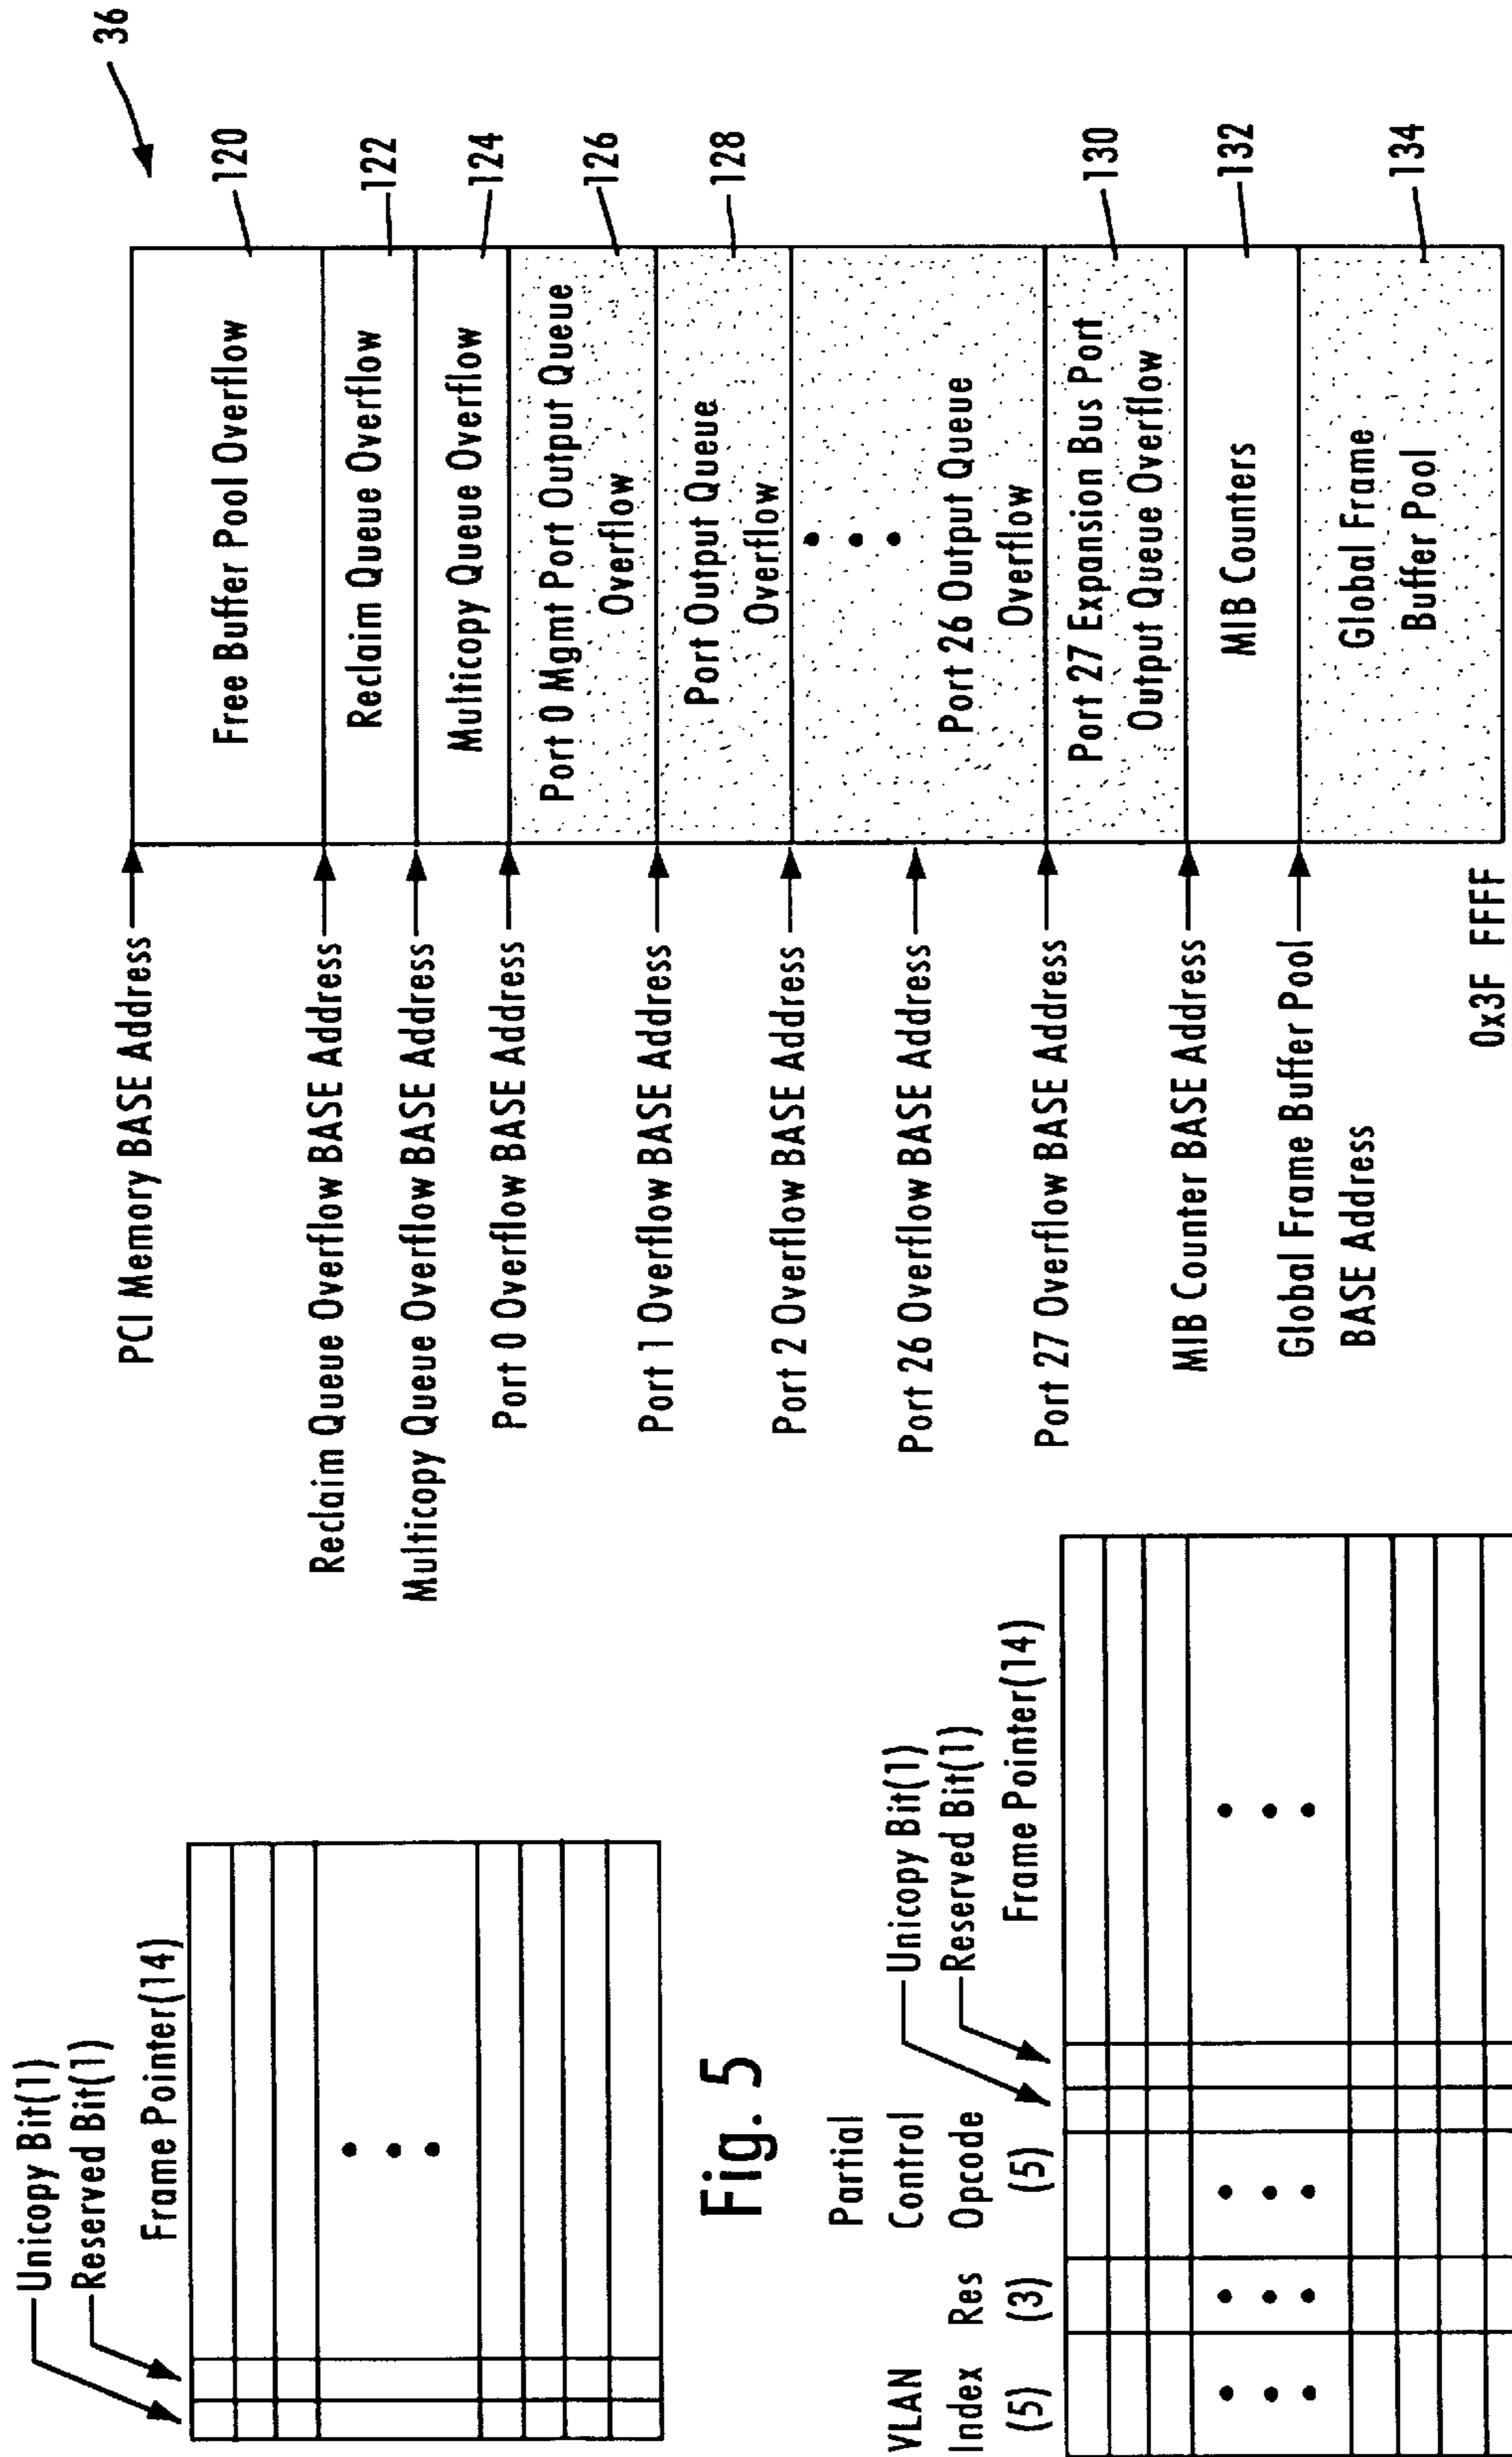 Unicopy Bit(1)
Reserved Bit(1)
Frame Pointer(14)
Fig. 5
VLAN
Index
(5)
Res
(3)
Partial
Control
Opcode
(5)
Unicopy Bit(1)
Reserved Bit(1)
Frame Pointer(14)
36
PCI Memory BASE Address
Reclaim Queue Overflow BASE Address
Multicopy Queue Overflow BASE Address
Port 0 Overflow BASE Address
Port 1 Overflow BASE Address
Port 2 Overflow BASE Address
Port 26 Overflow BASE Address
Port 27 Overflow BASE Address
MIB Counter BASE Address
Global Frame Buffer Pool
BASE Address
0x3F FFFF
Free Buffer Pool Overflow
120
Reclaim Queue Overflow
122
Multicopy Queue Overflow
124
Port 0 Mgmt Port Output Queue
Overflow
126
Port Output Queue
Overflow
128
Port 26 Output Queue
Overflow
Port 27 Expansion Bus Port
Output Queue Overflow
130
MIB Counters
132
Global Frame
Buffer Pool
134